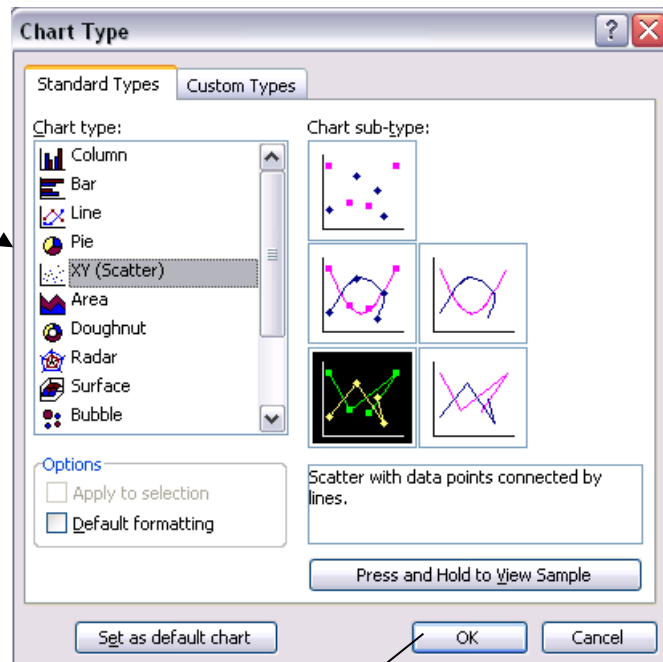 Chart Type
Standard Types
Custom Types
Chart type:
Column
Bar
Line
Pie
XY (Scatter)
Area
Doughnut
Radar
Surface
Bubble
Chart sub-type:
Options
Apply to selection
Default formatting
Scatter with data points connected by
lines.
Press and Hold to View Sample
Set as default chart
OK
Cancel